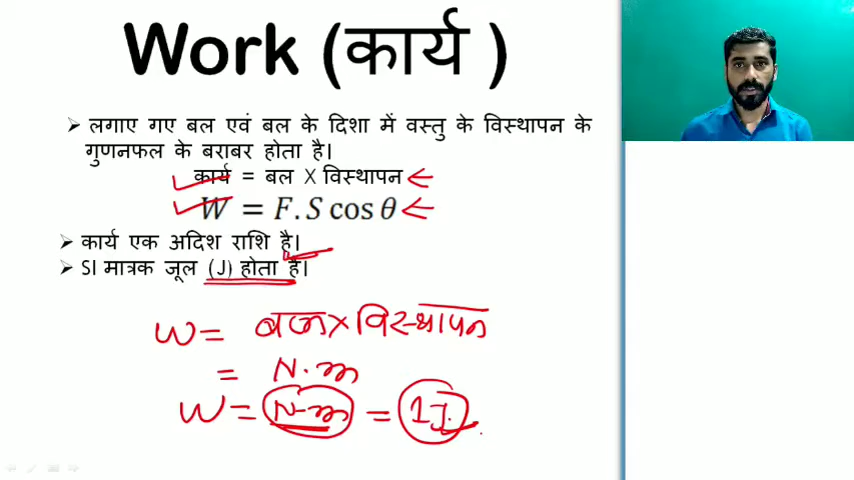 Work (कार्य )
➢ लगाए गए बल एवं बल के दिशा में वस्तु के विस्थापन के
गुणनफल के बराबर होता है।
कार्य = बल X विस्थापन
W = F. S cos θ
➢ कार्य एक अदिश राशि है।
➢ SI मात्रक जूल (J) होता है।
W = बल × विस्थापन
= N.m
W = N-m = 1J.